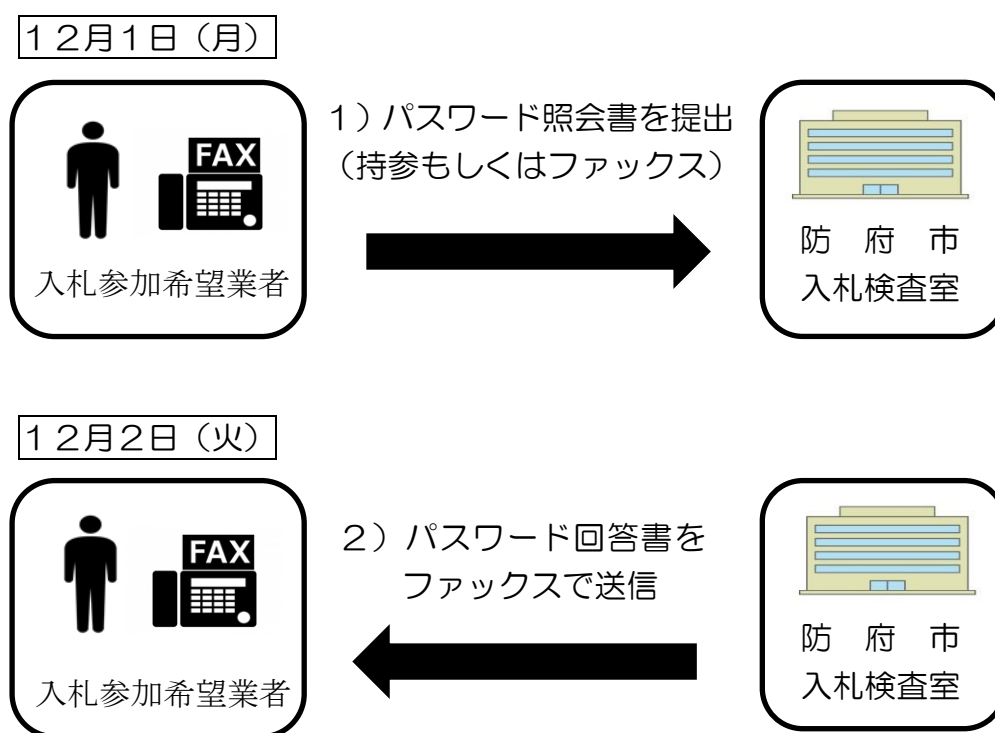 １２月１日（月）
１）パスワード照会書を提出
（持参もしくはファックス）
FAX
入札参加希望業者
防　府　市
入札検査室
１２月２日（火）
２）パスワード回答書を
ファックスで送信
FAX
入札参加希望業者
防　府　市
入札検査室